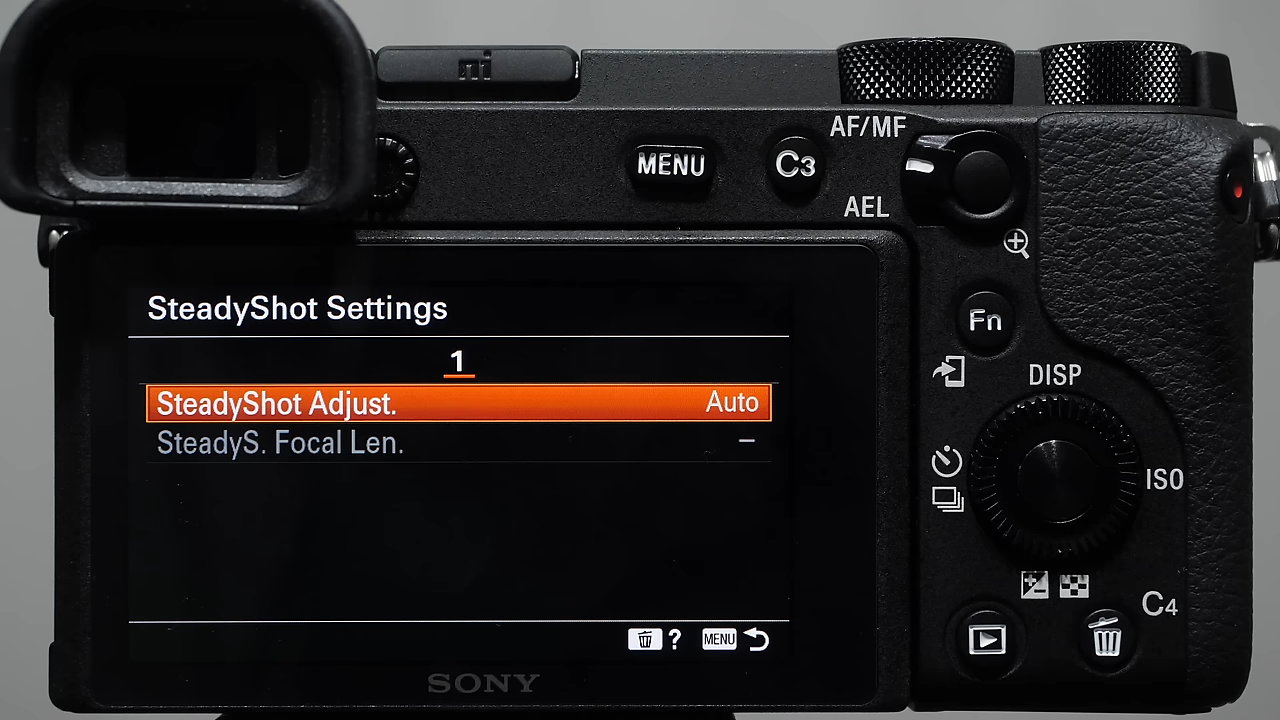 mi
MENU
C3
AF/MF
AEL
Fn
DISP
ISO
C4
SteadyShot Settings
1
SteadyShot Adjust. Auto
SteadyS. Focal Len. –
?
MENU
SONY